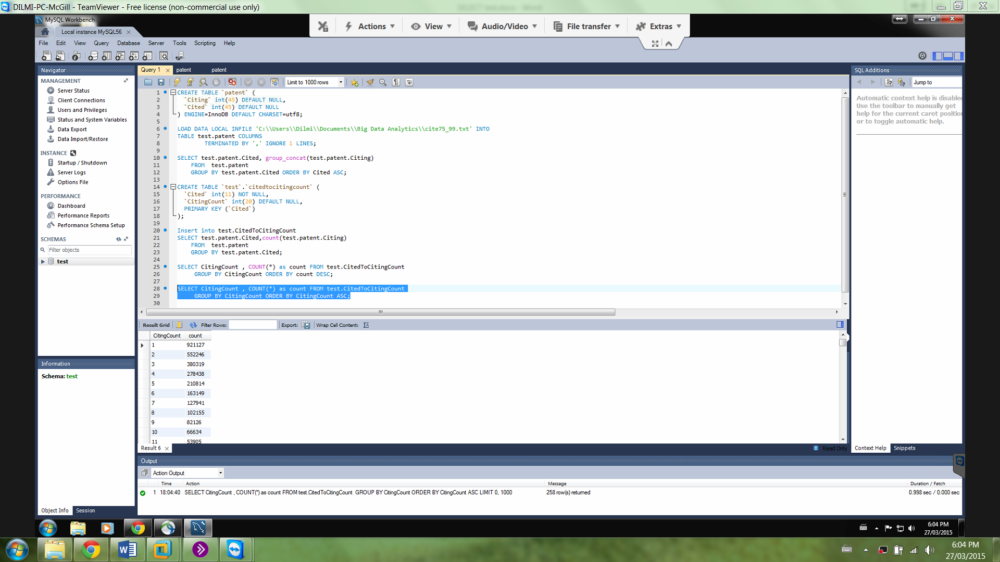 DILMI-PC-McGill - TeamViewer - Free license (non-commercial use only)
MySQL Workbench
Actions
View
Audio/Video
File transfer
Extras
Local instance MySQL56
File Edit View Query Database Server Tools Scripting Help
Navigator
MANAGEMENT
Server Status
Client Connections
Users and Privileges
Status and System Variables
Data Export
Data Import/Restore
INSTANCE
Startup / Shutdown
Server Logs
Options File
PERFORMANCE
Dashboard
Performance Reports
Performance Schema Setup
SCHEMAS
Filter objects
test
Information
Schema: test
Object Info Session
Query 1 patent patent
Limit to 1000 rows
1 CREATE TABLE `patent` (
2 `Citing` int(45) DEFAULT NULL,
3 `Cited` int(45) DEFAULT NULL
4 ) ENGINE=InnoDB DEFAULT CHARSET=utf8;
5
6 LOAD DATA LOCAL INFILE 'C:\\Users\\Dilmi\\Documents\\Big Data Analytics\\cite75_99.txt' INTO
7 TABLE test.patent COLUMNS
8 TERMINATED BY ',' IGNORE 1 LINES;
9
10 SELECT test.patent.Cited, group_concat(test.patent.Citing)
11 FROM test.patent
12 GROUP BY test.patent.Cited ORDER BY Cited ASC;
13
14 CREATE TABLE `test`.`citedtocitingcount` (
15 `Cited` int(11) NOT NULL,
16 `CitingCount` int(20) DEFAULT NULL,
17 PRIMARY KEY (`Cited`)
18 );
19
20 Insert into test.CitedToCitingCount
21 SELECT test.patent.Cited,count(test.patent.Citing)
22 FROM test.patent
23 GROUP BY test.patent.Cited;
24
25 SELECT CitingCount , COUNT(*) as count FROM test.CitedToCitingCount
26 GROUP BY CitingCount ORDER BY count DESC;
27
28 SELECT CitingCount , COUNT(*) as count FROM test.CitedToCitingCount
29 GROUP BY CitingCount ORDER BY CitingCount ASC;
30
Result Grid Filter Rows: Export: Wrap Cell Content:
CitingCount count
1 921127
2 552246
3 380319
4 278438
5 210814
6 163149
7 127941
8 102155
9 82126
10 66634
11 53905
Result 6
Read Only
SQL Additions
Jump to
Automatic context help is disable
Use the toolbar to manually get
help for the current caret position
or to toggle automatic help.
Context Help Snippets
Output
Action Output
Time Action Message Duration / Fetch
1 18:04:40 SELECT CitingCount , COUNT(*) as count FROM test.CitedToCitingCount GROUP BY CitingCount ORDER BY CitingCount ASC LIMIT 0, 1000 258 row(s) returned 0.998 sec / 0.000 sec
6:04 PM
27/03/2015
6:04 PM
27/03/2015